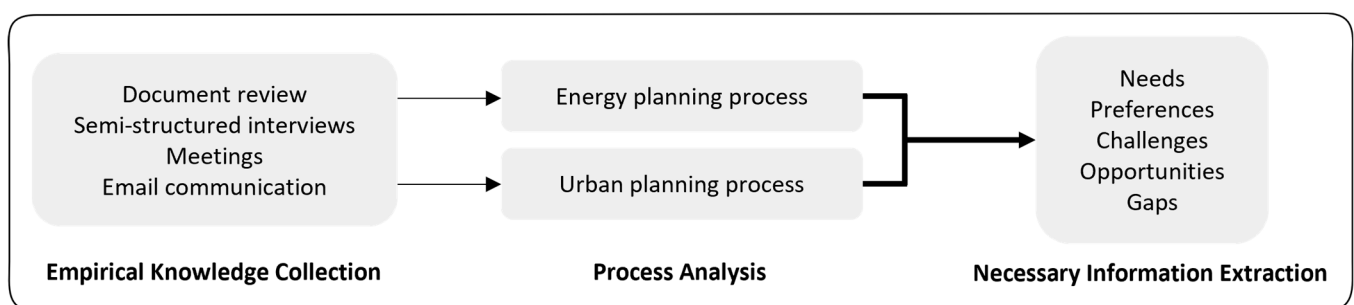 Document review
Semi-structured interviews
Meetings
Email communication
Energy planning process
Urban planning process
Needs
Preferences
Challenges
Opportunities
Gaps
Empirical Knowledge Collection
Process Analysis
Necessary Information Extraction